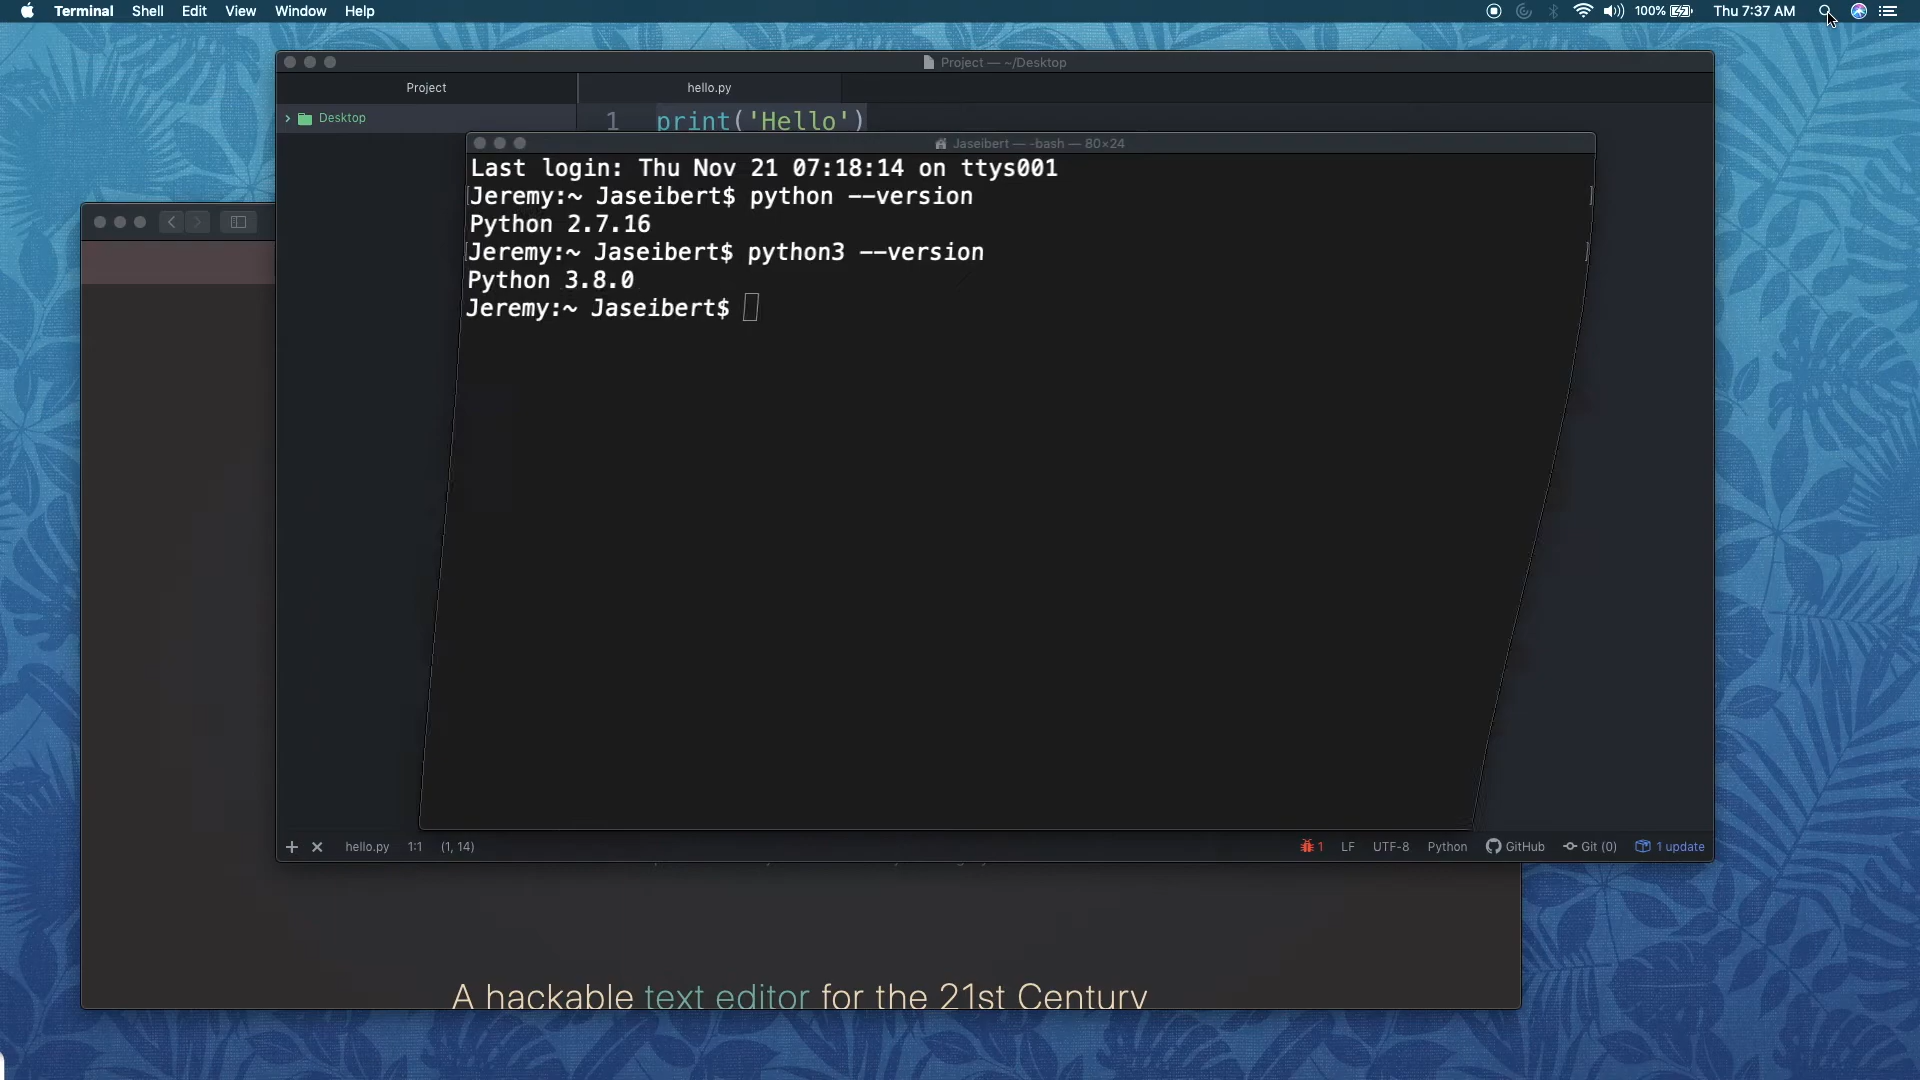 Terminal Shell Edit View Window Help 100% Thu 7:37 AM
Project — ~/Desktop
Project hello.py
Desktop
1 print('Hello')
Jaseibert — -bash — 80×24
Last login: Thu Nov 21 07:18:14 on ttys001
Jeremy:~ Jaseibert$ python --version
Python 2.7.16
Jeremy:~ Jaseibert$ python3 --version
Python 3.8.0
Jeremy:~ Jaseibert$
hello.py 1:1 (1, 14) 1 LF UTF-8 Python GitHub Git (0) 1 update
A hackable text editor for the 21st Century